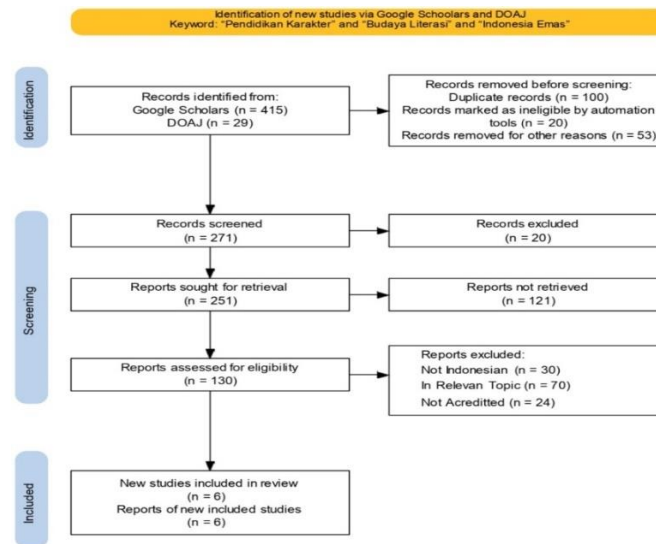 Identification of new studies via Google Schoolars and DOAJ
Keyword: "Pendidikan Karakter" and "Budaya Literasi" and "Indonesia Emas"
Identification
Records identified from:
Google Scholars (n = 415)
DOAJ (n = 29)
Records removed before screening:
Duplicate records (n = 100)
Records marked as ineligible by automation
tools (n = 20)
Records removed for other reasons (n = 53)
Screening
Records screened
(n = 271)
Records excluded
(n = 20)
Reports sought for retrieval
(n = 251)
Reports not retrieved
(n = 121)
Reports assessed for eligibility
(n = 130)
Reports excluded:
Not Indonesian (n = 30)
In Relevan Topic (n = 70)
Not Acreditted (n = 24)
Included
New studies included in review
(n = 6)
Reports of new included studies
(n = 6)